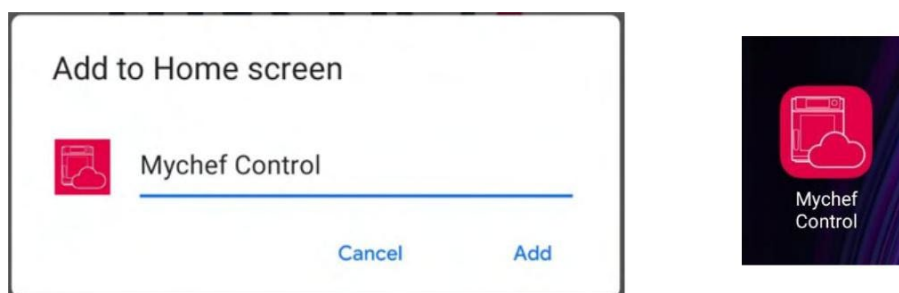 Add to Home screen
Mychef Control
Cancel Add
Mychef
Control